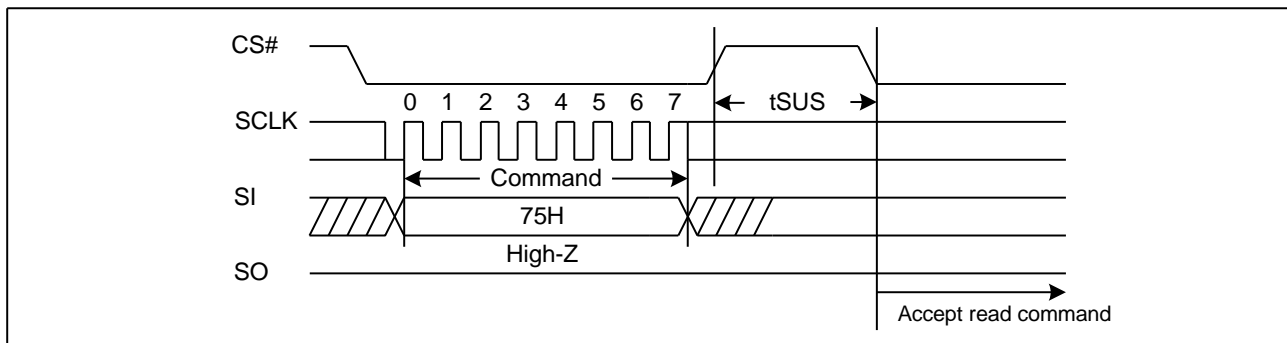 CS#
tSUS
0 1 2 3 4 5 6 7
SCLK
Command
SI
75H
High-Z
SO
Accept read command